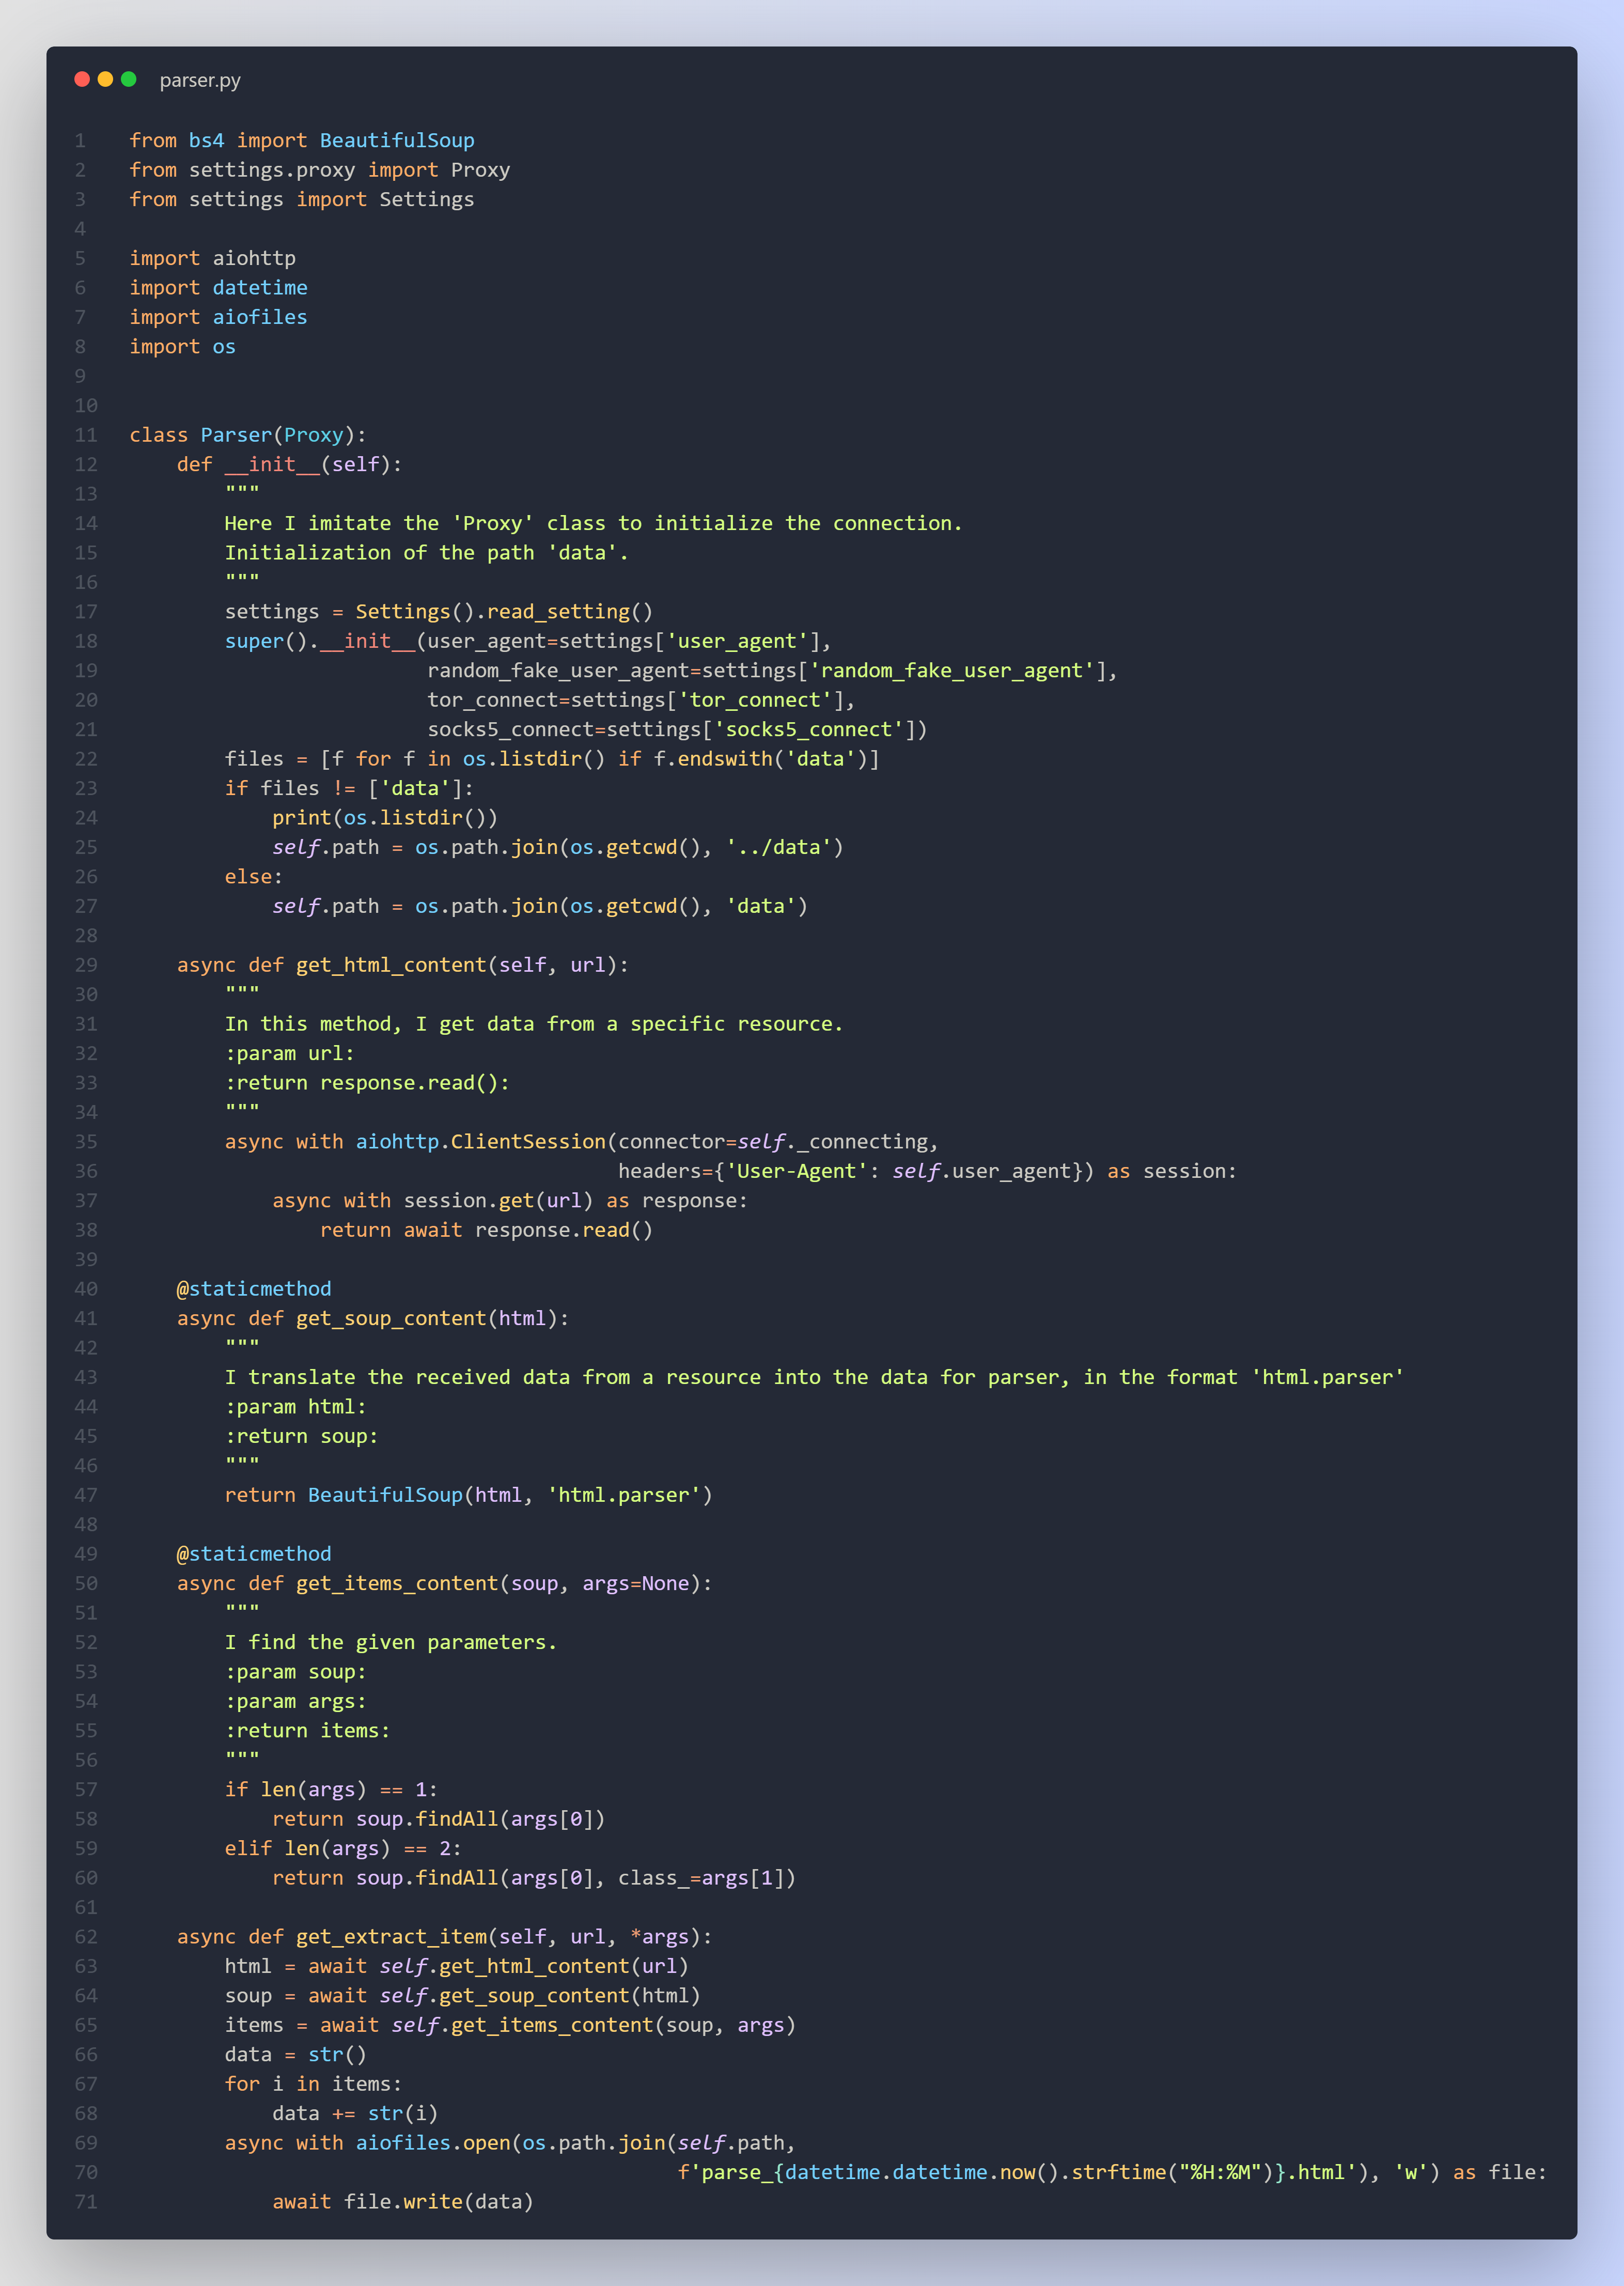 parser.py
1 from bs4 import BeautifulSoup
2 from settings.proxy import Proxy
3 from settings import Settings
4
5 import aiohttp
6 import datetime
7 import aiofiles
8 import os
9
10
11 class Parser(Proxy):
12     def __init__(self):
13         """
14         Here I imitate the 'Proxy' class to initialize the connection.
15         Initialization of the path 'data'.
16         """
17         settings = Settings().read_setting()
18         super().__init__(user_agent=settings['user_agent'],
19                          random_fake_user_agent=settings['random_fake_user_agent'],
20                          tor_connect=settings['tor_connect'],
21                          socks5_connect=settings['socks5_connect'])
22         files = [f for f in os.listdir() if f.endswith('data')]
23         if files != ['data']:
24             print(os.listdir())
25             self.path = os.path.join(os.getcwd(), '../data')
26         else:
27             self.path = os.path.join(os.getcwd(), 'data')
28
29     async def get_html_content(self, url):
30         """
31         In this method, I get data from a specific resource.
32         :param url:
33         :return response.read():
34         """
35         async with aiohttp.ClientSession(connector=self._connecting,
36                                          headers={'User-Agent': self.user_agent}) as session:
37             async with session.get(url) as response:
38                 return await response.read()
39
40     @staticmethod
41     async def get_soup_content(html):
42         """
43         I translate the received data from a resource into the data for parser, in the format 'html.parser'
44         :param html:
45         :return soup:
46         """
47         return BeautifulSoup(html, 'html.parser')
48
49     @staticmethod
50     async def get_items_content(soup, args=None):
51         """
52         I find the given parameters.
53         :param soup:
54         :param args:
55         :return items:
56         """
57         if len(args) == 1:
58             return soup.findAll(args[0])
59         elif len(args) == 2:
60             return soup.findAll(args[0], class_=args[1])
61
62     async def get_extract_item(self, url, *args):
63         html = await self.get_html_content(url)
64         soup = await self.get_soup_content(html)
65         items = await self.get_items_content(soup, args)
66         data = str()
67         for i in items:
68             data += str(i)
69         async with aiofiles.open(os.path.join(self.path,
70                                               f'parse_{datetime.datetime.now().strftime("%H:%M")}.html'), 'w') as file:
71             await file.write(data)